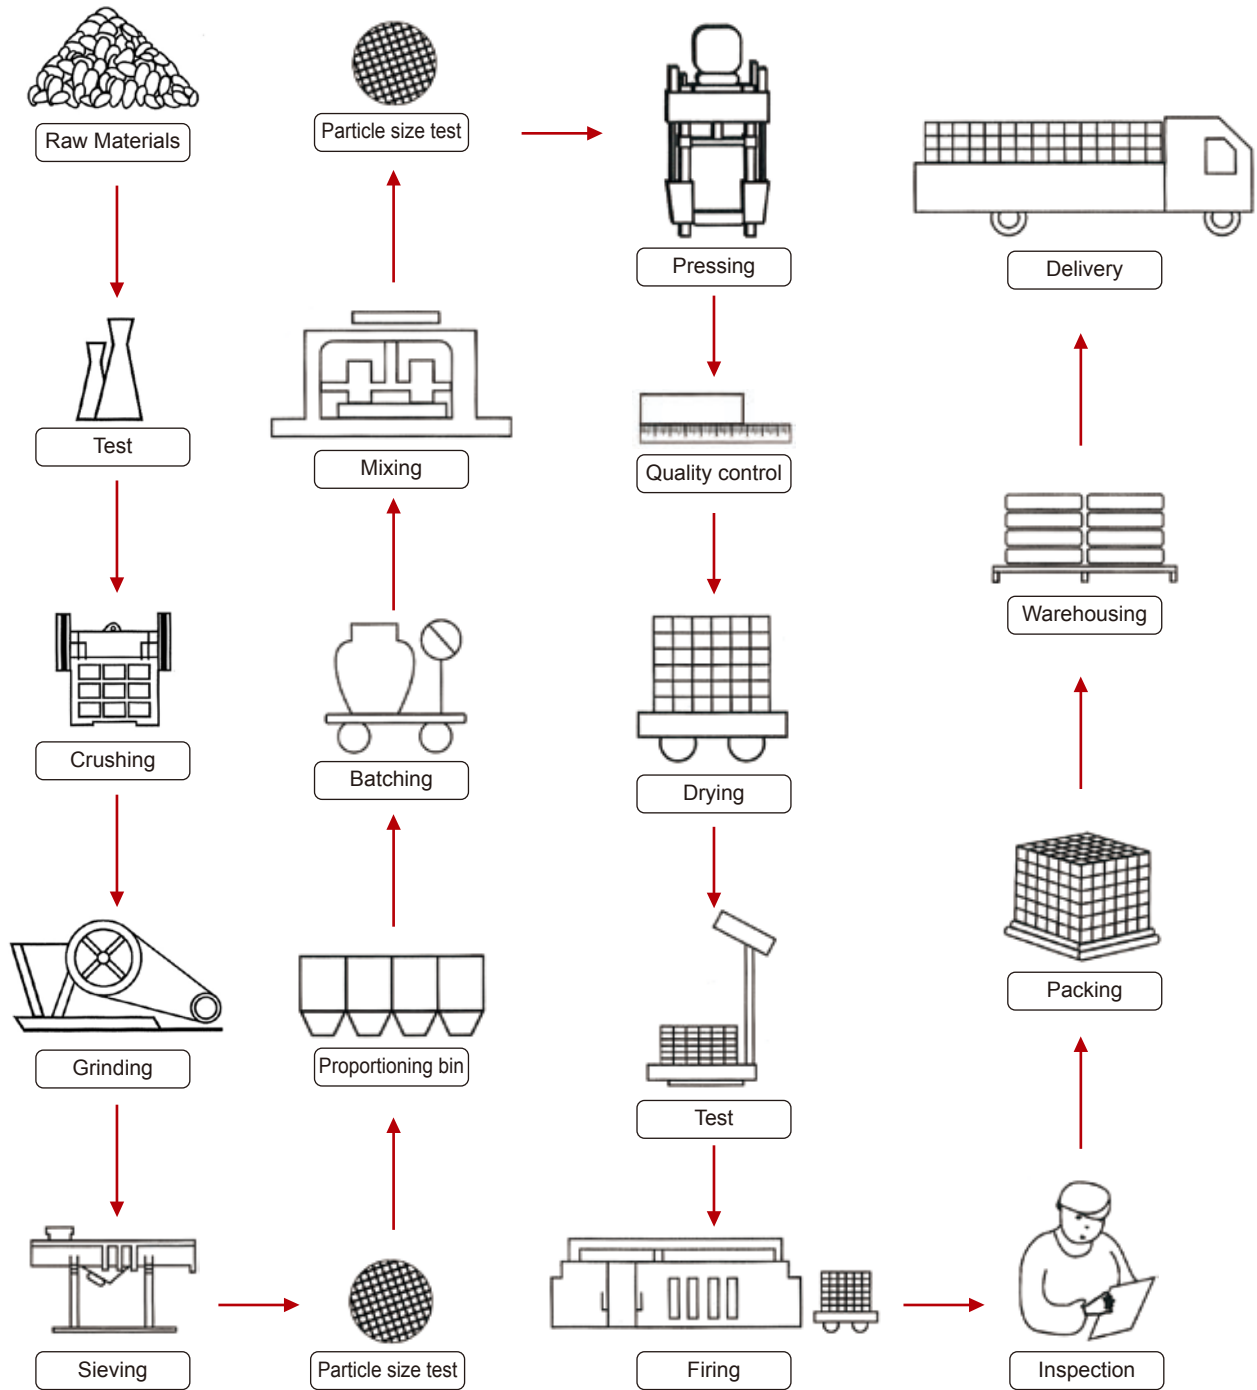 Raw Materials
Test
Crushing
Grinding
Sieving
Particle size test
Proportioning bin
Batching
Mixing
Particle size test
Pressing
Quality control
Drying
Test
Firing
Inspection
Packing
Warehousing
Delivery